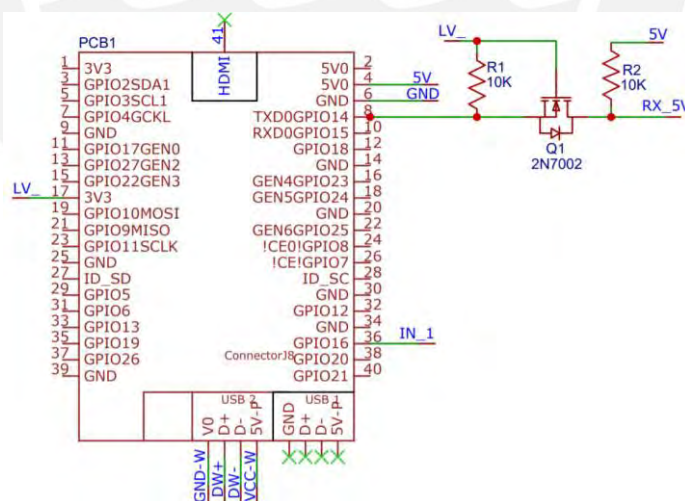 PCB1
41
HDMI
1 3V3
3 GPIO2SDA1
5 GPIO3SCL1
7 GPIO4GCKL
9 GND
11 GPIO17GEN0
13 GPIO27GEN2
15 GPIO22GEN3
LV_ 17 3V3
19 GPIO10MOSI
21 GPIO9MISO
23 GPIO11SCLK
25 GND
27 ID_SD
29 GPIO5
31 GPIO6
33 GPIO13
35 GPIO19
37 GPIO26
39 GND
5V0 2
5V0 4 5V
GND 6 GND
TXD0GPIO14 8
RXD0GPIO15 10
GPIO18 12
GND 14
GEN4GPIO23 16
GEN5GPIO24 18
GND 20
GEN6GPIO25 22
!CE0!GPIO8 24
!CE!GPIO7 26
ID_SC 28
GND 30
GPIO12 32
GND 34
GPIO16 36 IN_1
ConnectorJ8 GPIO20 38
GPIO21 40
LV_
R1
10K
5V
R2
10K
RX_5V
Q1
2N7002
USB 2
V0
D+
D-
5V-P
USB 1
GND
D+
D-
5V-P
GND-W
DW+
DW-
VCC-W